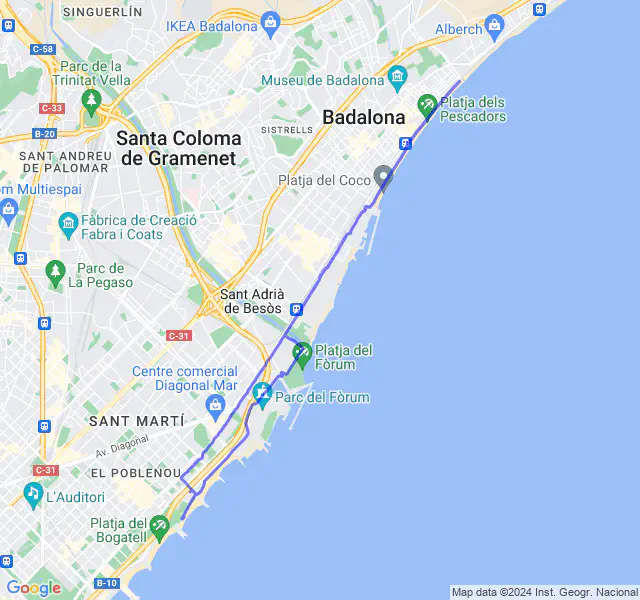 SINGUERLÍN
IKEA Badalona
Alberch
C-58
Parc de la
Trinitat Vella
Museu de Badalona
C-33
Platja dels
Pescadors
Badalona
B-20
SISTRELLS
Santa Coloma
de Gramenet
SANT ANDREU
DE PALOMAR
Platja del Coco
om Multiespai
Fàbrica de Creació
Fabra i Coats
Parc de
La Pegaso
Sant Adrià
de Besòs
C-31
Platja del
Fòrum
Centre comercial
Diagonal Mar
Parc del Fòrum
SANT MARTÍ
Av. Diagonal
C-31
EL POBLENOU
L'Auditori
Platja del
Bogatell
B-10
Google
Map data ©2024 Inst. Geogr. Nacional